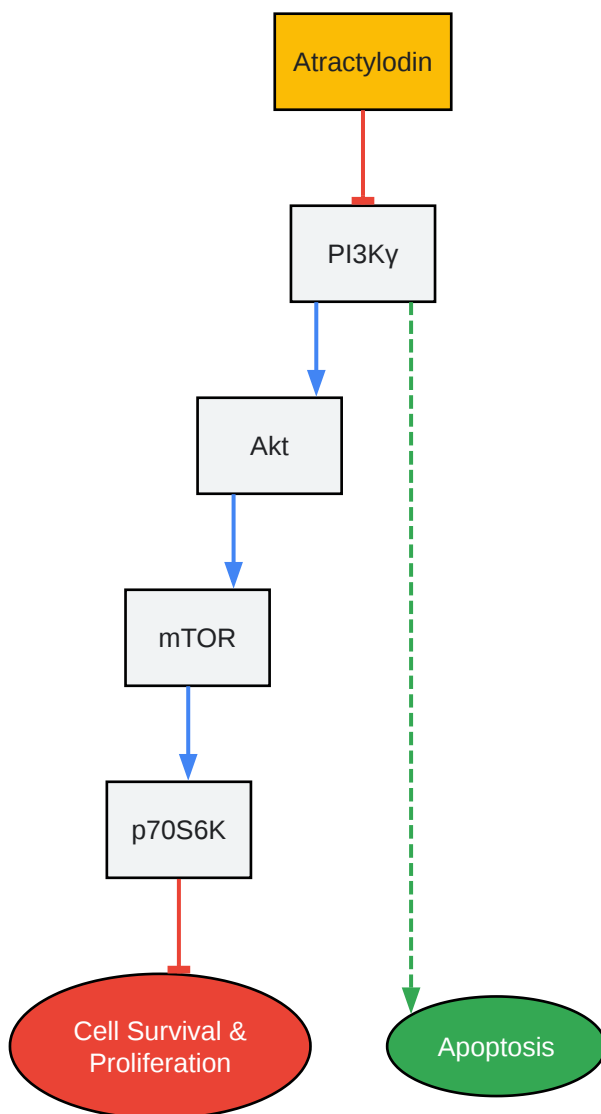 Atractylodin
PI3Kγ
Akt
mTOR
p70S6K
Cell Survival &
Proliferation
Apoptosis